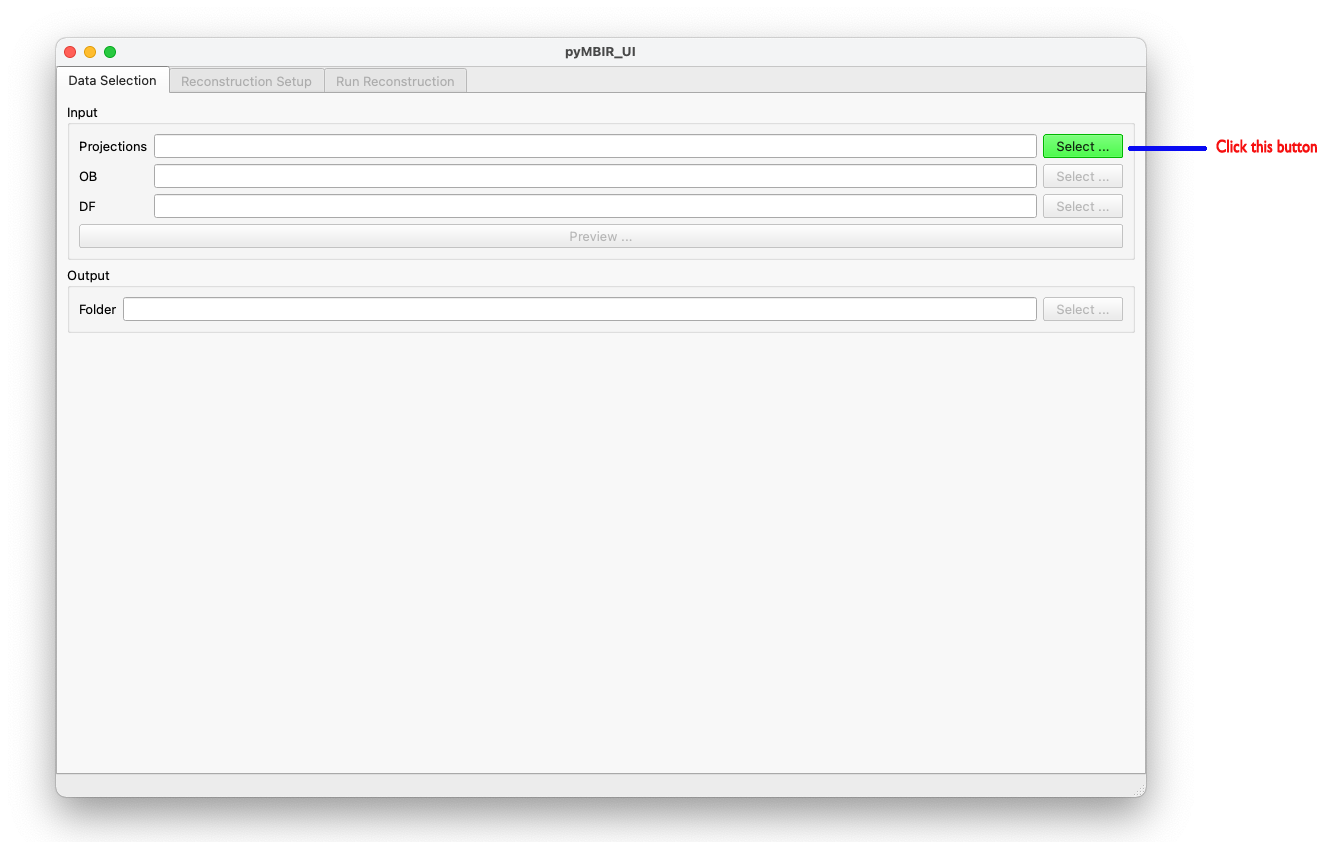 pyMBIR_UI
Data Selection Reconstruction Setup Run Reconstruction
Input
Projections Select ... Click this button
OB Select ...
DF Select ...
Preview ...
Output
Folder Select ...